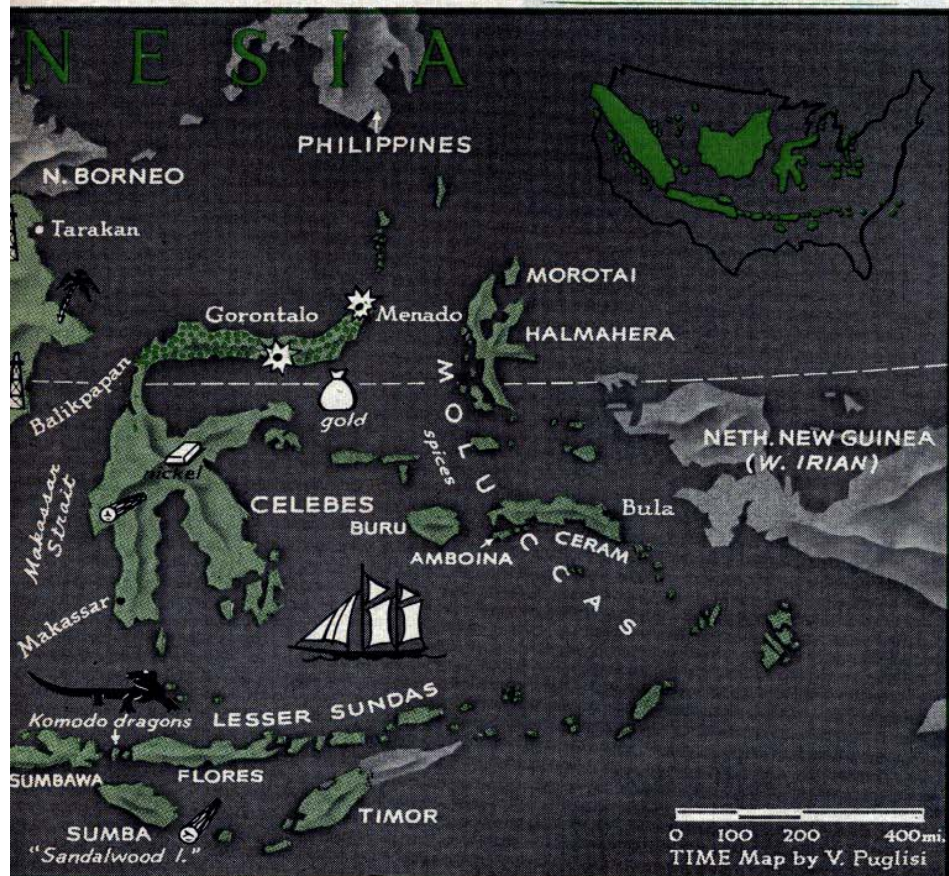 NESIA
PHILIPPINES
N. BORNEO
Tarakan
MOROTAI
Gorontalo
Menado
HALMAHERA
Balikpapan
gold
MOLUCCAS
spices
NETH. NEW GUINEA
(W. IRIAN)
nickel
Makassar
Strait
CELEBES
BURU
Bula
AMBOINA
CERAM
Makassar
Komodo dragons
LESSER SUNDAS
SUMBAWA
FLORES
TIMOR
SUMBA
"Sandalwood I."
0 100 200 400 mi.
TIME Map by V. Puglisi